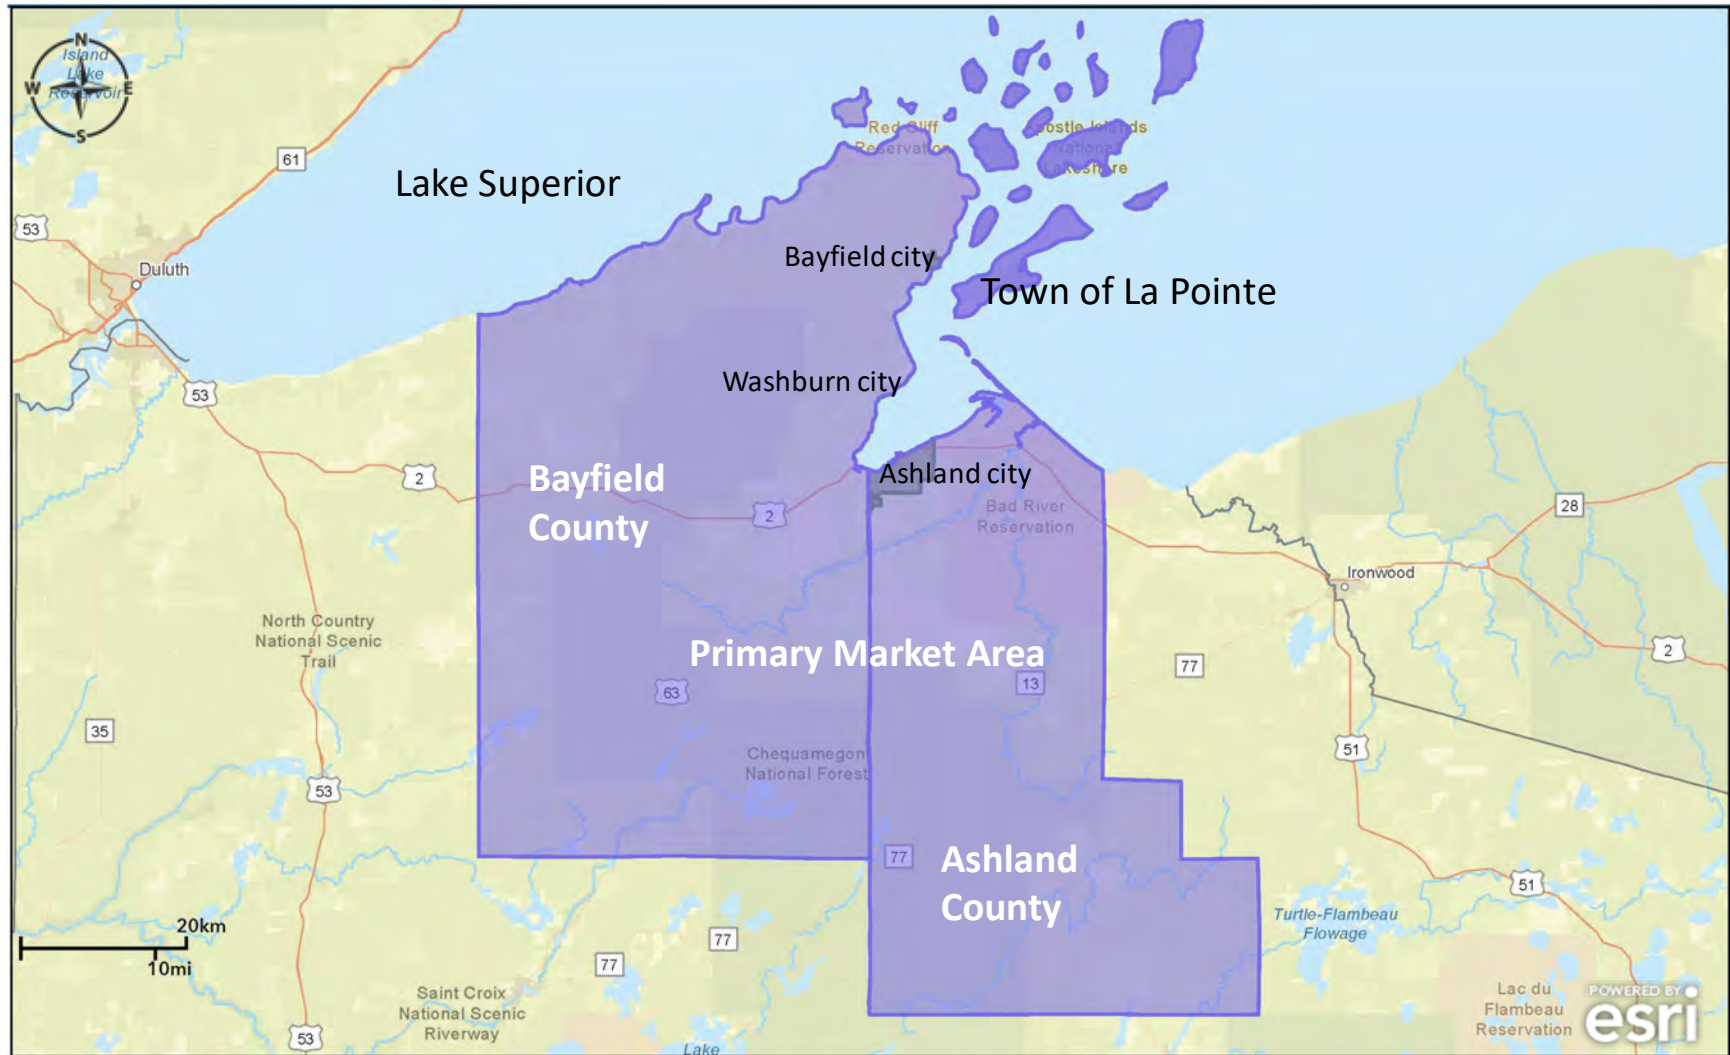 N
Island
Lake
Reservoir
W
E
S
61
Lake Superior
Red Cliff
Reservation
Apostle Islands
National
Lakeshore
53
Duluth
Bayfield city
Town of La Pointe
Washburn city
53
2
Bayfield
County
2
Ashland city
Bad River
Reservation
28
Ironwood
North Country
National Scenic
Trail
Primary Market Area
77
2
63
13
35
51
Chequamegon
National Forest
53
77
Ashland
County
51
Turtle-Flambeau
Flowage
20km
10mi
77
77
Saint Croix
National Scenic
Riverway
Lac du
Flambeau
Reservation
POWERED BY
esri
53
Lake